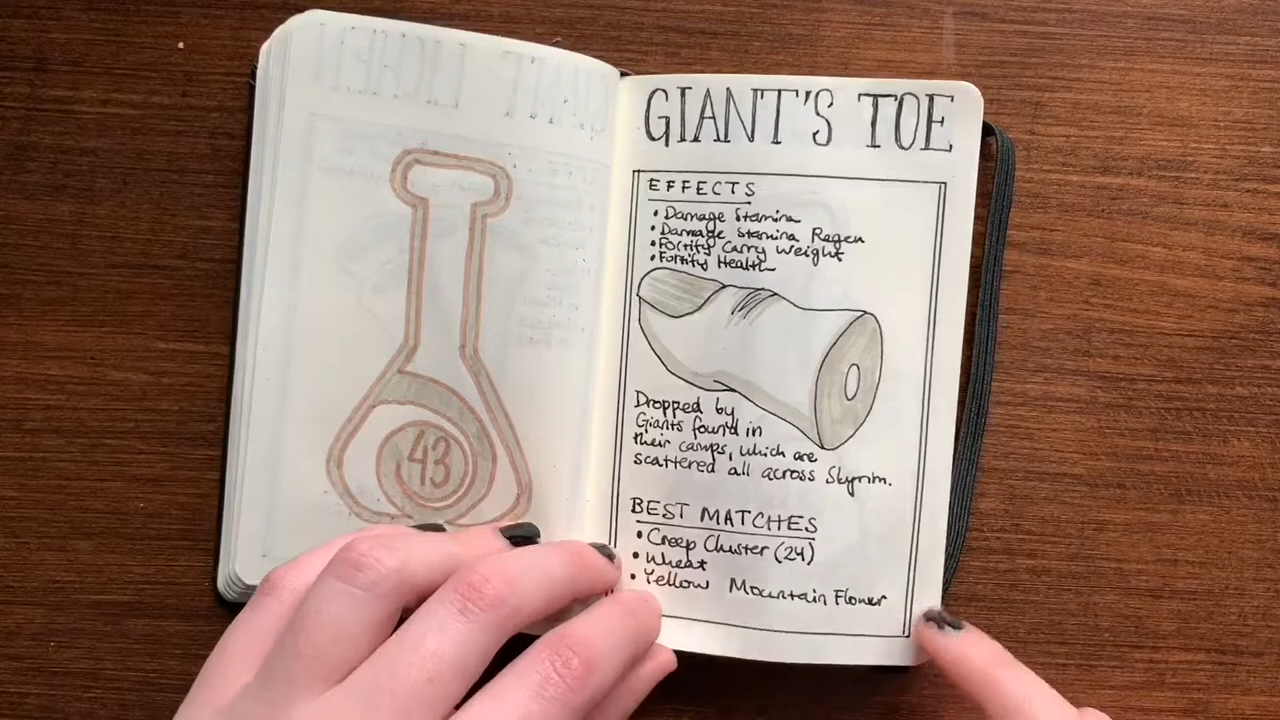 43
GIANT'S TOE
EFFECTS
• Damage Stamina
• Damage Stamina Regen
• Fortify Carry Weight
• Fortify Health
Dropped by
Giants found in
their camps, which are
scattered all across Skyrim.
BEST MATCHES
• Creep Cluster (24)
• Wheat
• Yellow Mountain Flower